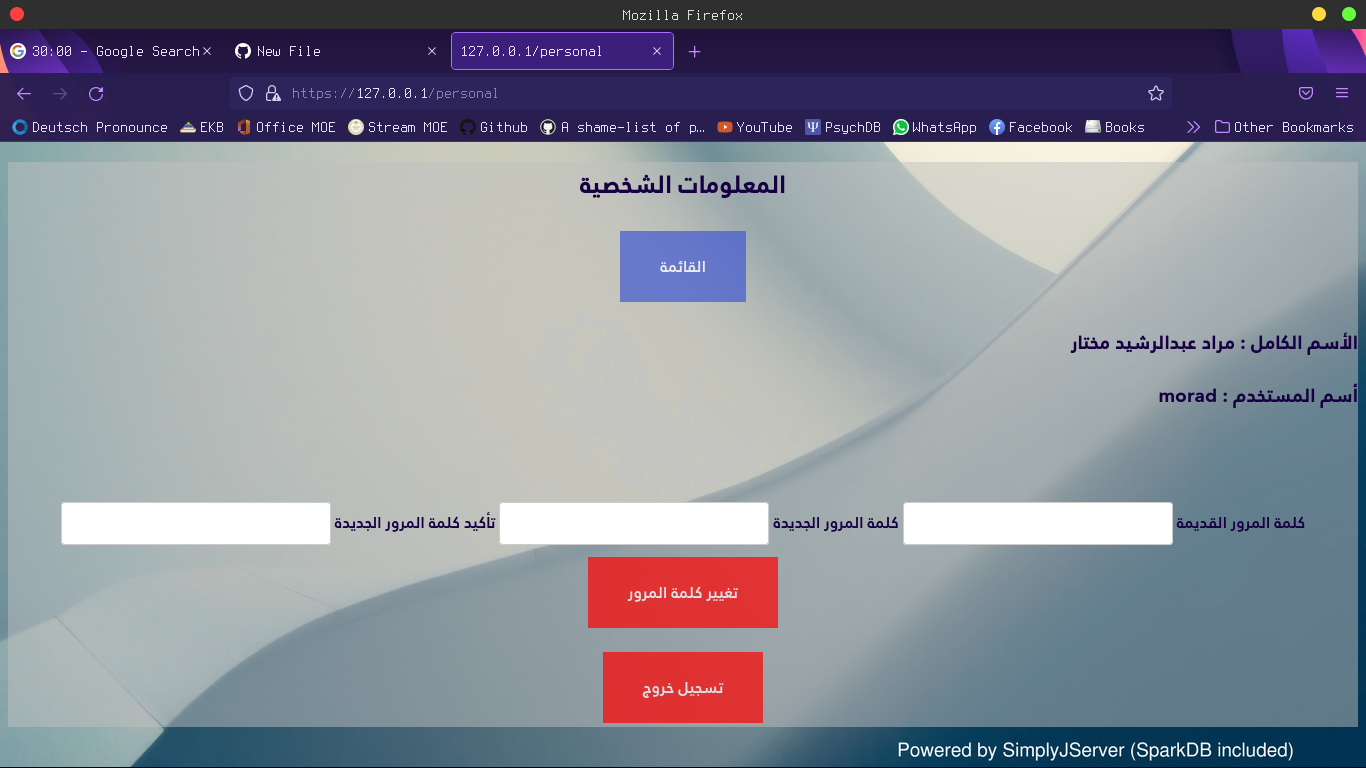 Mozilla Firefox
30:00 - Google Search
New File
127.0.0.1/personal
https://127.0.0.1/personal
Deutsch Pronounce EKB Office MOE Stream MOE Github A shame-list of p… YouTube PsychDB WhatsApp Facebook Books Other Bookmarks
المعلومات الشخصية
القائمة
الأسم الكامل : مراد عبدالرشيد مختار
أسم المستخدم : morad
كلمة المرور القديمة
كلمة المرور الجديدة
تأكيد كلمة المرور الجديدة
تغيير كلمة المرور
تسجيل خروج
Powered by SimplyJServer (SparkDB included)